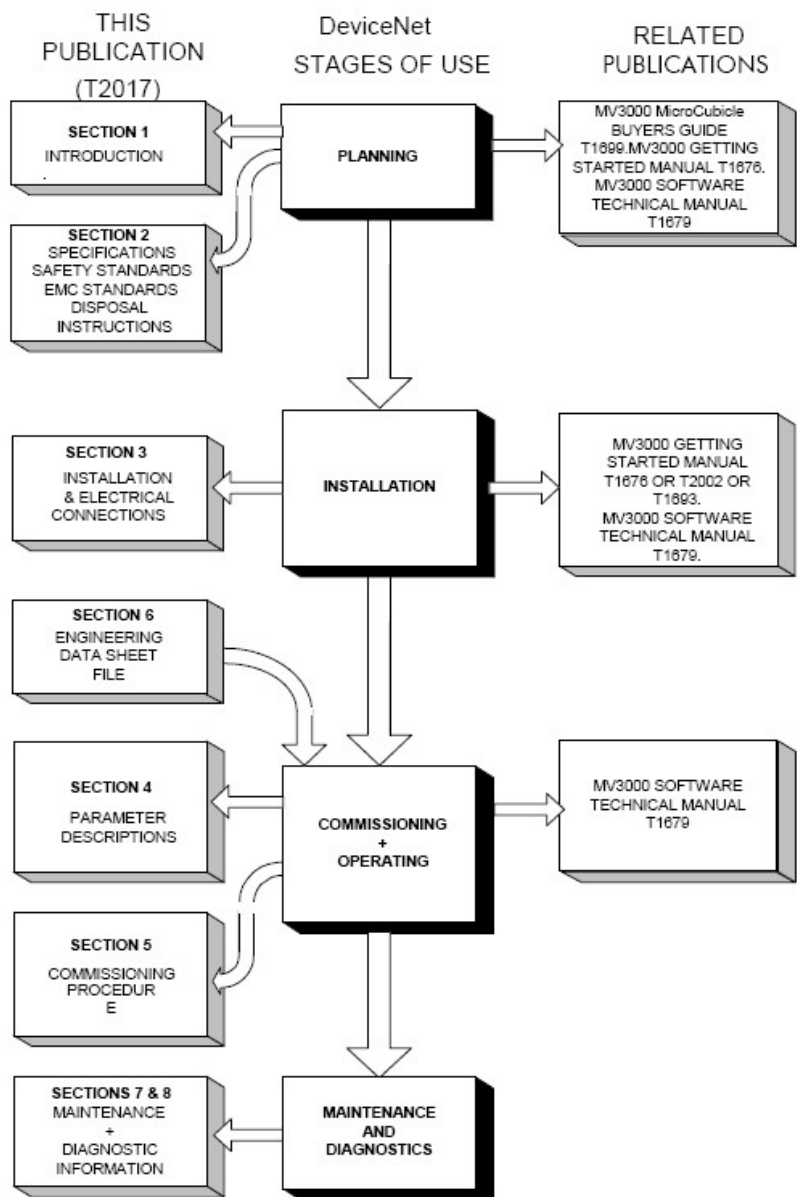 THIS
PUBLICATION
(T2017)
DeviceNet
STAGES OF USE
RELATED
PUBLICATIONS
SECTION 1
INTRODUCTION
.
PLANNING
MV3000 MicroCubicle
BUYERS GUIDE
T1699.MV3000 GETTING
STARTED MANUAL T1676.
MV3000 SOFTWARE
TECHNICAL MANUAL
T1679
SECTION 2
SPECIFICATIONS
SAFETY STANDARDS
EMC STANDARDS
DISPOSAL
INSTRUCTIONS
SECTION 3
INSTALLATION
& ELECTRICAL
CONNECTIONS
INSTALLATION
MV3000 GETTING
STARTED MANUAL
T1676 OR T2002 OR
T1693.
MV3000 SOFTWARE
TECHNICAL MANUAL
T1679.
SECTION 6
ENGINEERING
DATA SHEET
FILE
SECTION 4
PARAMETER
DESCRIPTIONS
COMMISSIONING
+
OPERATING
MV3000 SOFTWARE
TECHNICAL MANUAL
T1679
SECTION 5
COMMISSIONING
PROCEDUR
E
SECTIONS 7 & 8
MAINTENANCE
+
DIAGNOSTIC
INFORMATION
MAINTENANCE
AND
DIAGNOSTICS